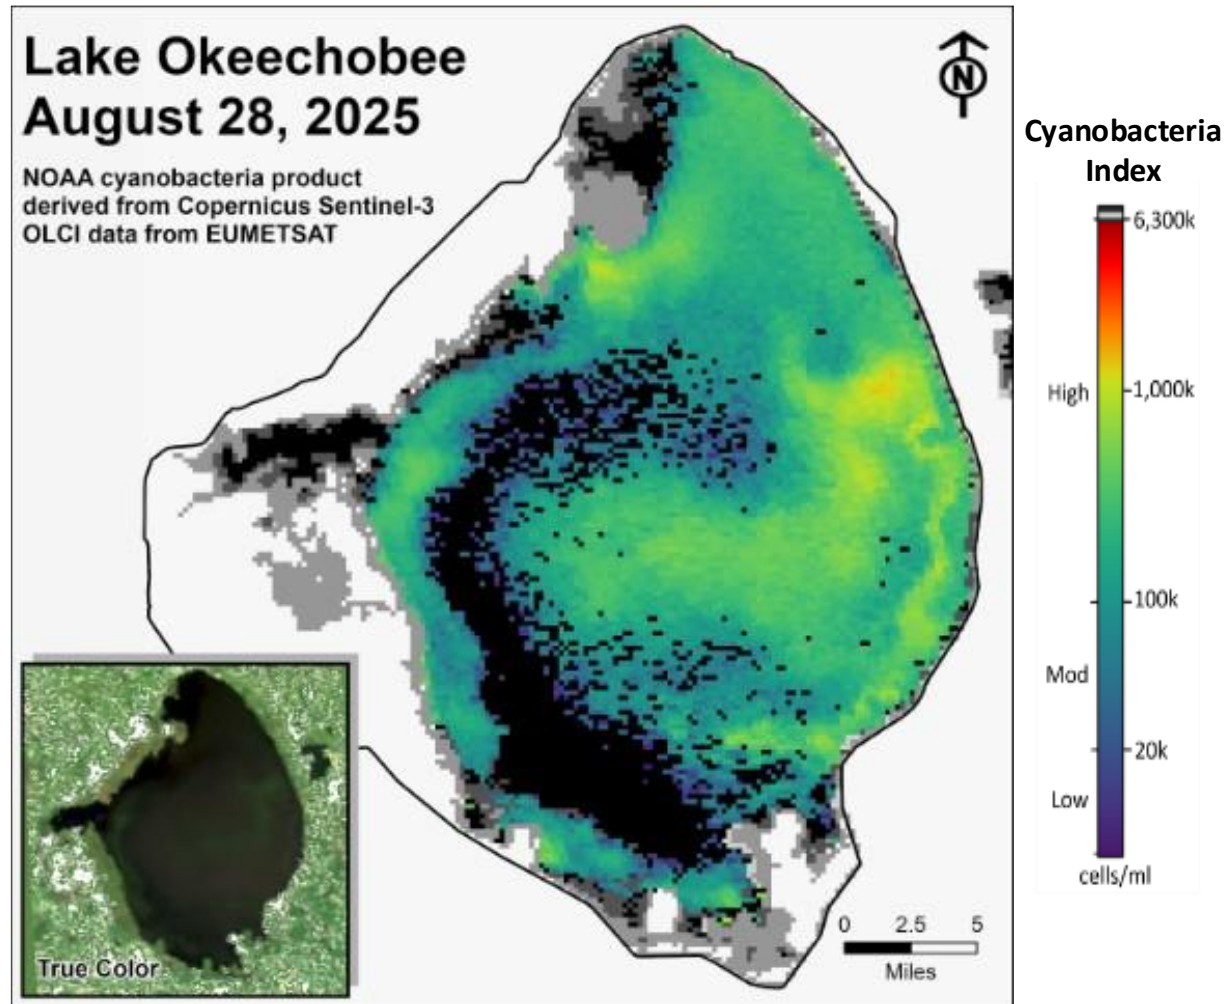 Lake Okeechobee
August 28, 2025
NOAA cyanobacteria product
derived from Copernicus Sentinel-3
OLCI data from EUMETSAT
N
Cyanobacteria
Index
6,300k
High
1,000k
100k
Mod
20k
Low
cells/ml
0 2.5 5
Miles
True Color